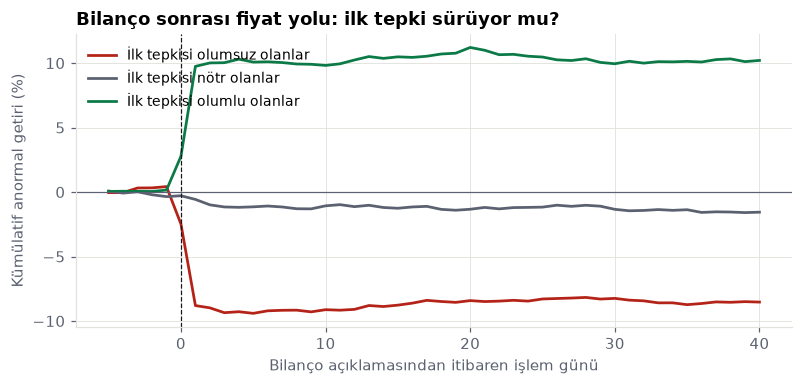 Bilanço sonrası fiyat yolu: ilk tepki sürüyor mu?
İlk tepkisi olumsuz olanlar
İlk tepkisi nötr olanlar
İlk tepkisi olumlu olanlar
Kümülatif anormal getiri (%)
10
5
0
−5
−10
0
10
20
30
40
Bilanço açıklamasından itibaren işlem günü